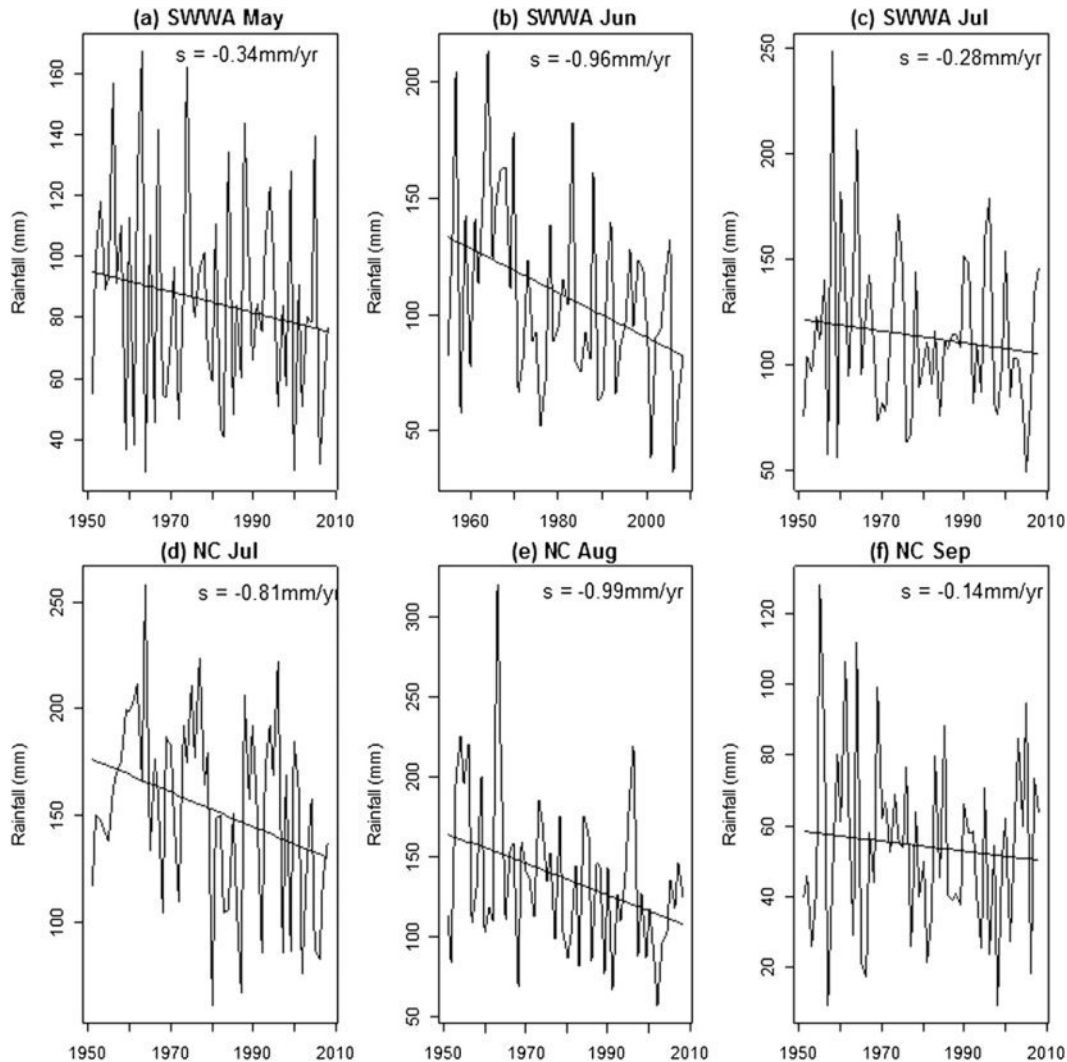 (a) SWWA May
s = -0.34mm/yr
Rainfall (mm)
160
140
120
100
80
60
40
1950 1970 1990 2010
(b) SWWA Jun
s = -0.96mm/yr
Rainfall (mm)
200
150
100
50
1960 1980 2000
(c) SWWA Jul
s = -0.28mm/yr
Rainfall (mm)
250
200
150
100
50
1950 1970 1990 2010
(d) NC Jul
s = -0.81mm/yr
Rainfall (mm)
250
200
150
100
1950 1970 1990 2010
(e) NC Aug
s = -0.99mm/yr
Rainfall (mm)
300
250
200
150
100
50
1950 1970 1990 2010
(f) NC Sep
s = -0.14mm/yr
Rainfall (mm)
120
100
80
60
40
20
1950 1970 1990 2010